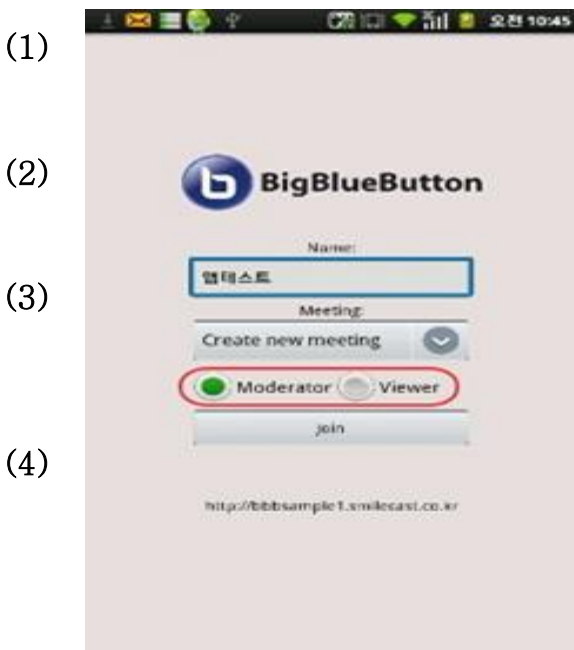 오전 10:45
(1)
(2)
BigBlueButton
Name:
앱테스트
(3)
Meeting:
Create new meeting
Moderator Viewer
Join
(4)
http://bbbsample1.smilecast.co.kr